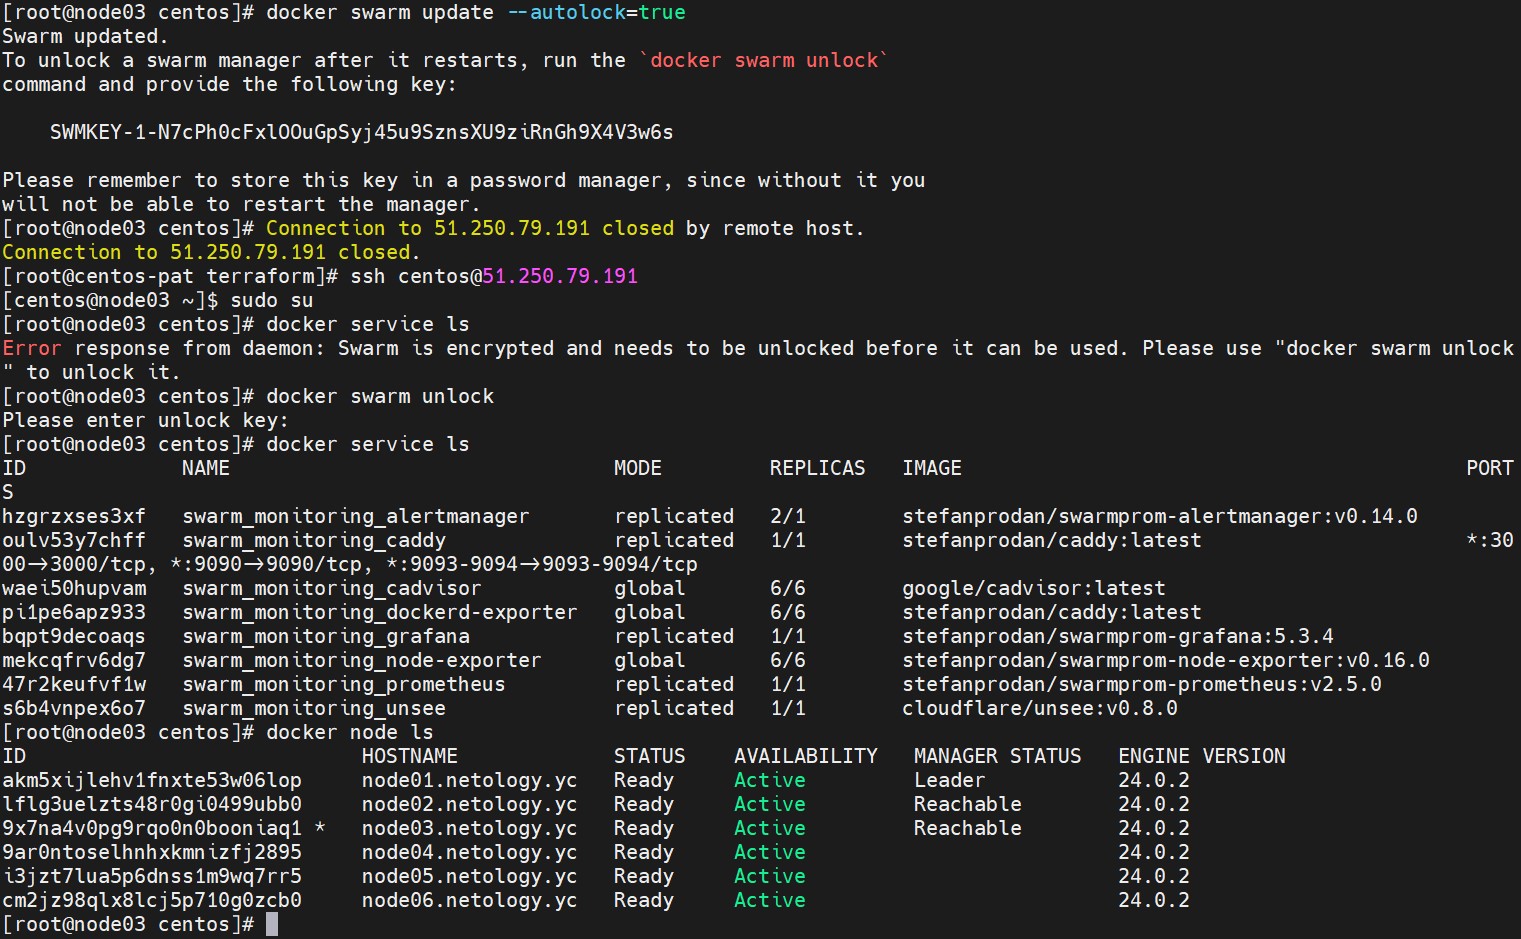 [root@node03 centos]# docker swarm update --autolock=true
Swarm updated.
To unlock a swarm manager after it restarts, run the `docker swarm unlock`
command and provide the following key:
SWMKEY-1-N7cPh0cFxlOOuGpSyj45u9SznsXU9ziRnGh9X4V3w6s
Please remember to store this key in a password manager, since without it you
will not be able to restart the manager.
[root@node03 centos]# Connection to 51.250.79.191 closed by remote host.
Connection to 51.250.79.191 closed.
[root@centos-pat terraform]# ssh centos@51.250.79.191
[centos@node03 ~]$ sudo su
[root@node03 centos]# docker service ls
Error response from daemon: Swarm is encrypted and needs to be unlocked before it can be used. Please use "docker swarm unlock
" to unlock it.
[root@node03 centos]# docker swarm unlock
Please enter unlock key:
[root@node03 centos]# docker service ls
ID             NAME                                MODE         REPLICAS   IMAGE                                          PORT
S
hzgrzxses3xf   swarm_monitoring_alertmanager       replicated   2/1        stefanprodan/swarmprom-alertmanager:v0.14.0
oulv53y7chff   swarm_monitoring_caddy              replicated   1/1        stefanprodan/caddy:latest                      *:30
00->3000/tcp, *:9090->9090/tcp, *:9093-9094->9093-9094/tcp
waei50hupvam   swarm_monitoring_cadvisor           global       6/6        google/cadvisor:latest
pi1pe6apz933   swarm_monitoring_dockerd-exporter   global       6/6        stefanprodan/caddy:latest
bqpt9decoaqs   swarm_monitoring_grafana            replicated   1/1        stefanprodan/swarmprom-grafana:5.3.4
mekcqfrv6dg7   swarm_monitoring_node-exporter      global       6/6        stefanprodan/swarmprom-node-exporter:v0.16.0
47r2keufvf1w   swarm_monitoring_prometheus         replicated   1/1        stefanprodan/swarmprom-prometheus:v2.5.0
s6b4vnpex6o7   swarm_monitoring_unsee              replicated   1/1        cloudflare/unsee:v0.8.0
[root@node03 centos]# docker node ls
ID                            HOSTNAME             STATUS    AVAILABILITY   MANAGER STATUS   ENGINE VERSION
akm5xijlehv1fnxte53w06lop     node01.netology.yc   Ready     Active         Leader           24.0.2
lflg3uelzts48r0gi0499ubb0     node02.netology.yc   Ready     Active         Reachable        24.0.2
9x7na4v0pg9rqo0n0booniaq1 *   node03.netology.yc   Ready     Active         Reachable        24.0.2
9ar0ntoselhnhxkmnizfj2895     node04.netology.yc   Ready     Active                          24.0.2
i3jzt7lua5p6dnss1m9wq7rr5     node05.netology.yc   Ready     Active                          24.0.2
cm2jz98qlx8lcj5p710g0zcb0     node06.netology.yc   Ready     Active                          24.0.2
[root@node03 centos]#